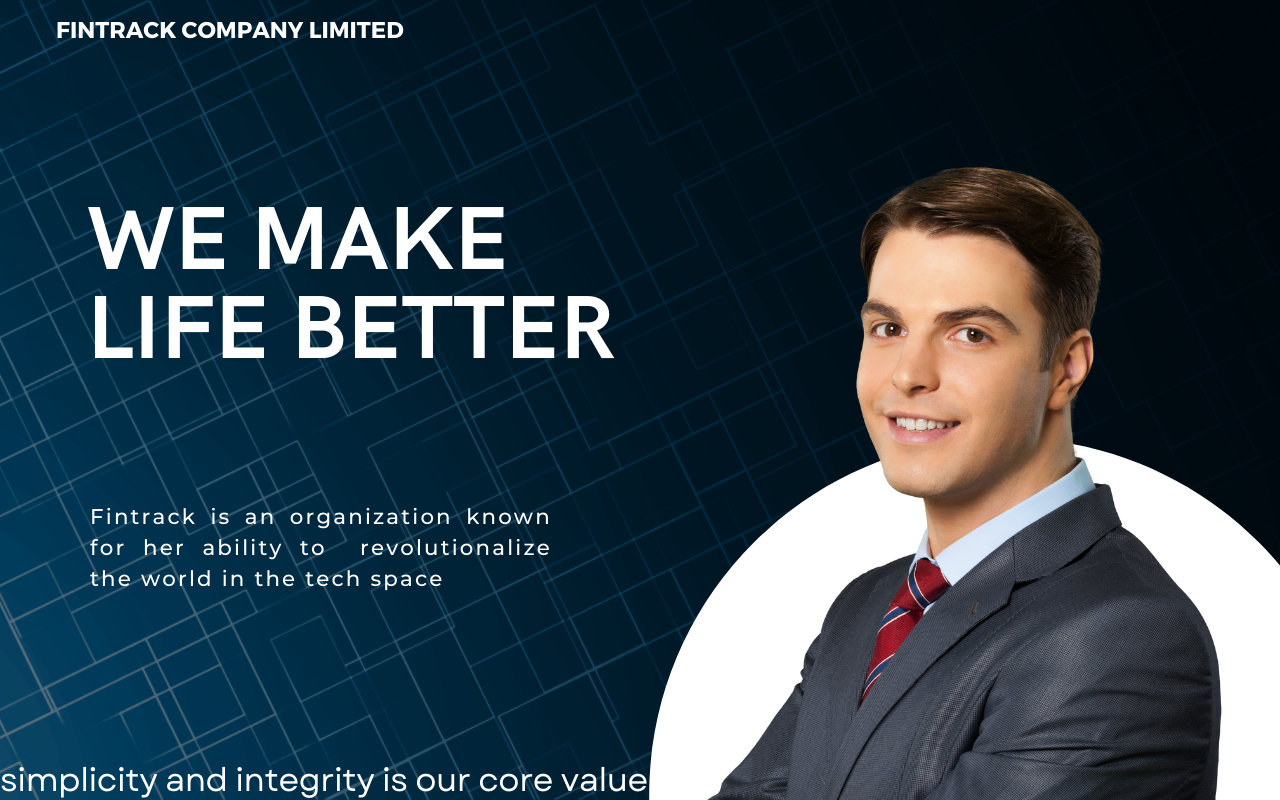 FINTRACK COMPANY LIMITED
WE MAKE
LIFE BETTER
Fintrack is an organization known
for her ability to revolutionalize
the world in the tech space
simplicity and integrity is our core value